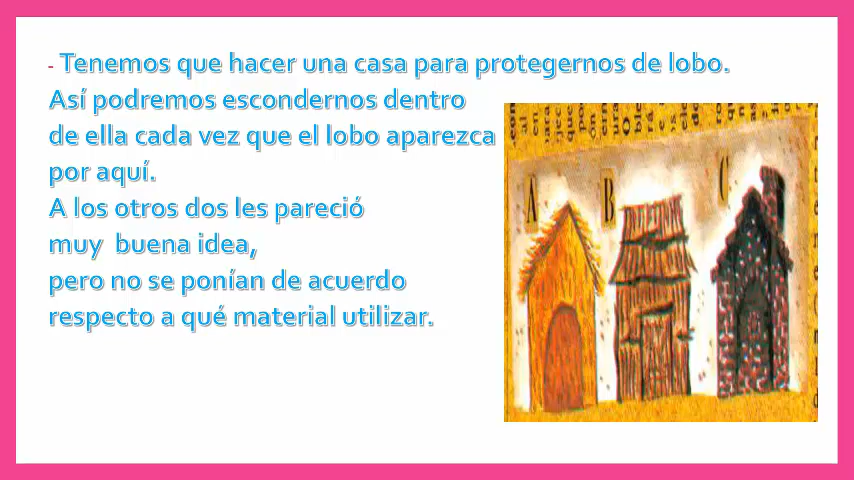 - Tenemos que hacer una casa para protegernos de lobo.
Así podremos escondernos dentro
de ella cada vez que el lobo aparezca
por aquí.
A los otros dos les pareció
muy  buena idea,
pero no se ponían de acuerdo
respecto a qué material utilizar.
A B C